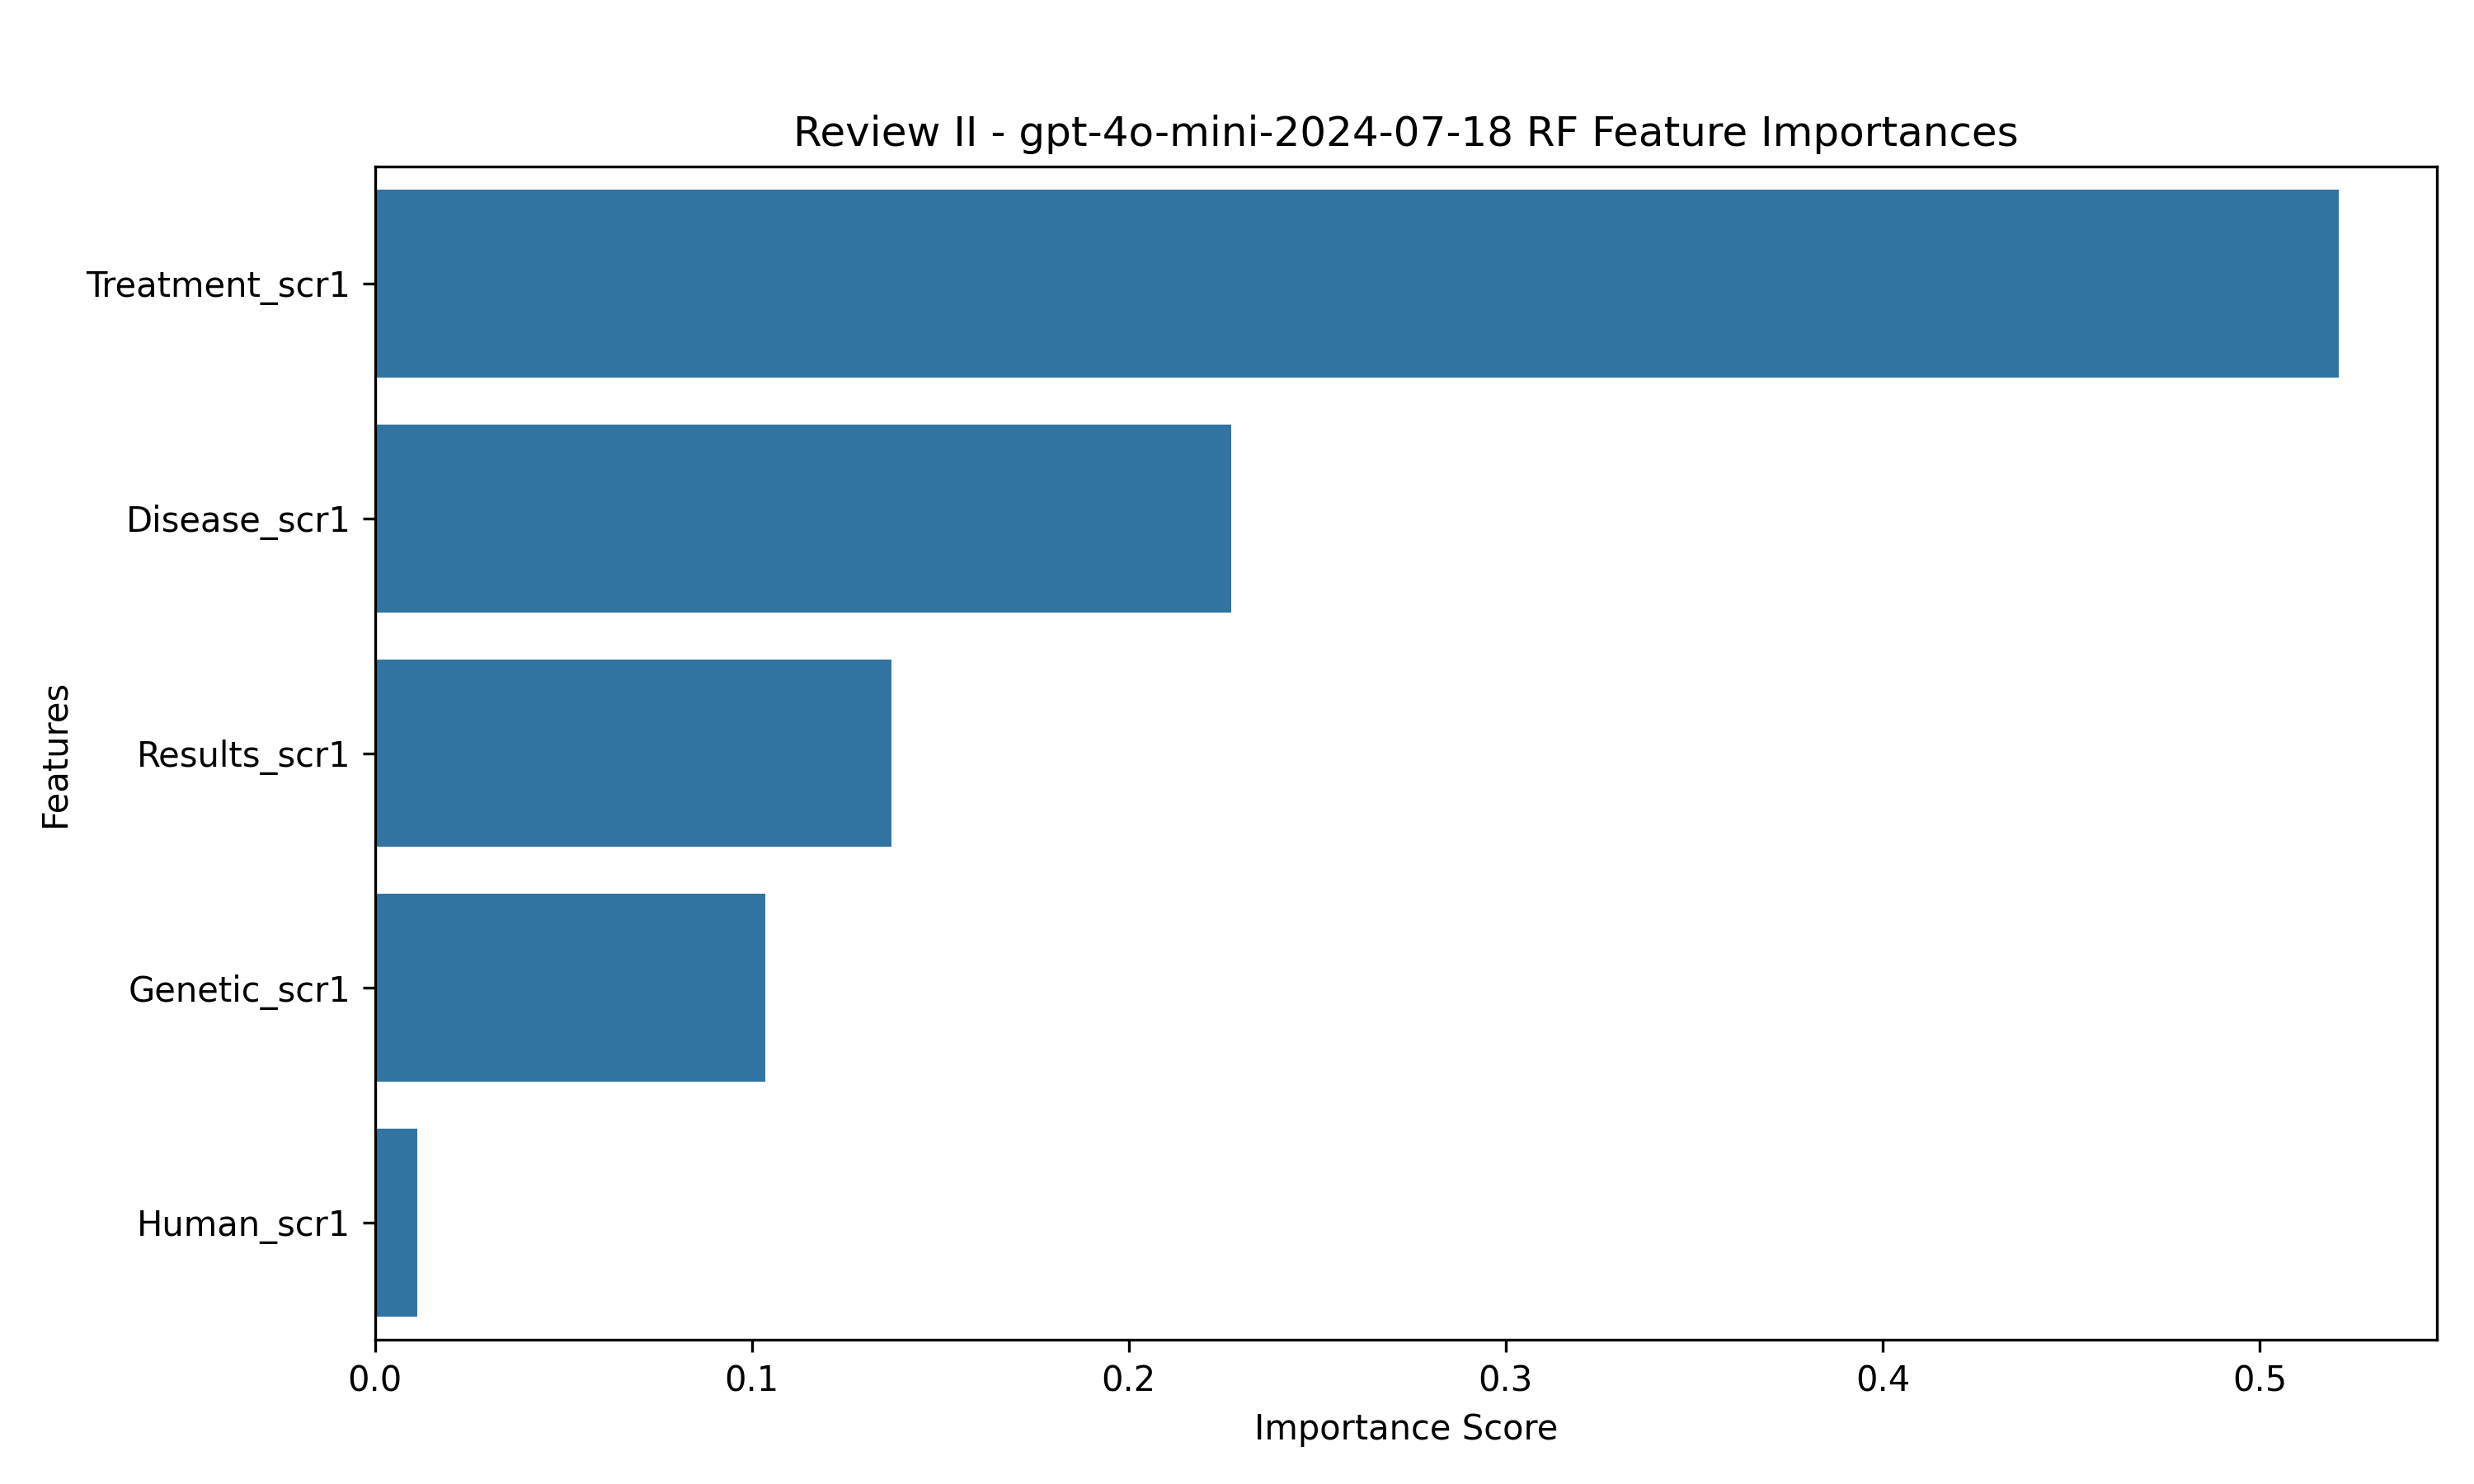 Review II - gpt-4o-mini-2024-07-18 RF Feature Importances
Treatment_scr1
Disease_scr1
Results_scr1
Genetic_scr1
Human_scr1
Features
0.0 0.1 0.2 0.3 0.4 0.5
Importance Score